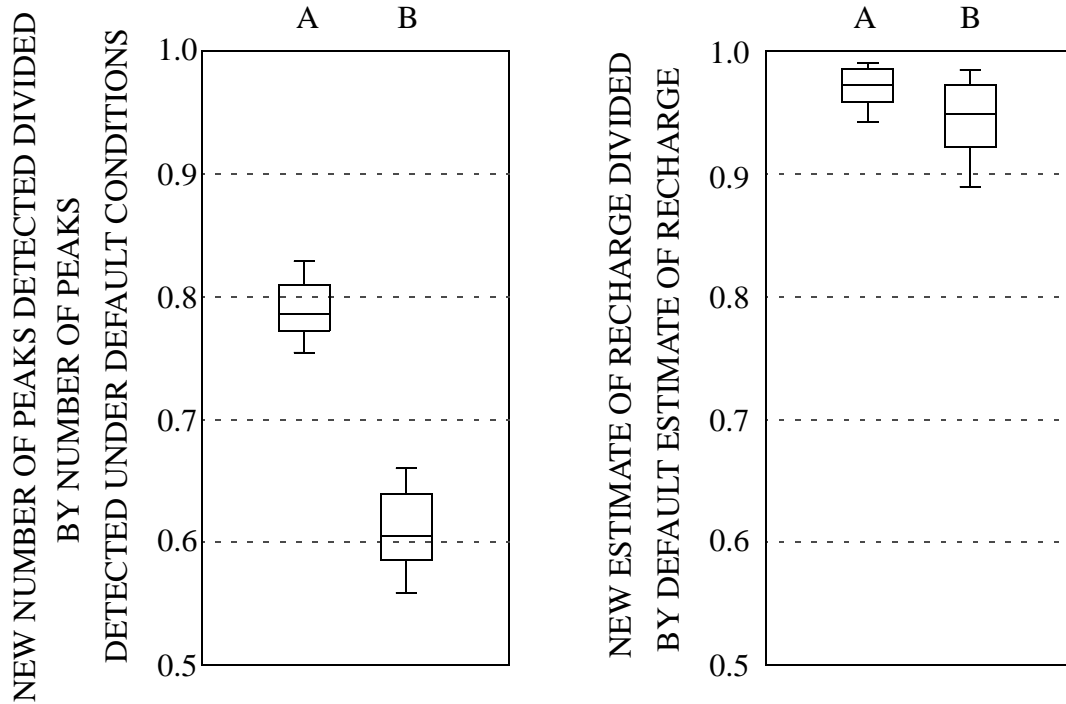 NEW NUMBER OF PEAKS DETECTED DIVIDED
BY NUMBER OF PEAKS
DETECTED UNDER DEFAULT CONDITIONS
A B
1.0
0.9
0.8
0.7
0.6
0.5
NEW ESTIMATE OF RECHARGE DIVIDED
BY DEFAULT ESTIMATE OF RECHARGE
A B
1.0
0.9
0.8
0.7
0.6
0.5